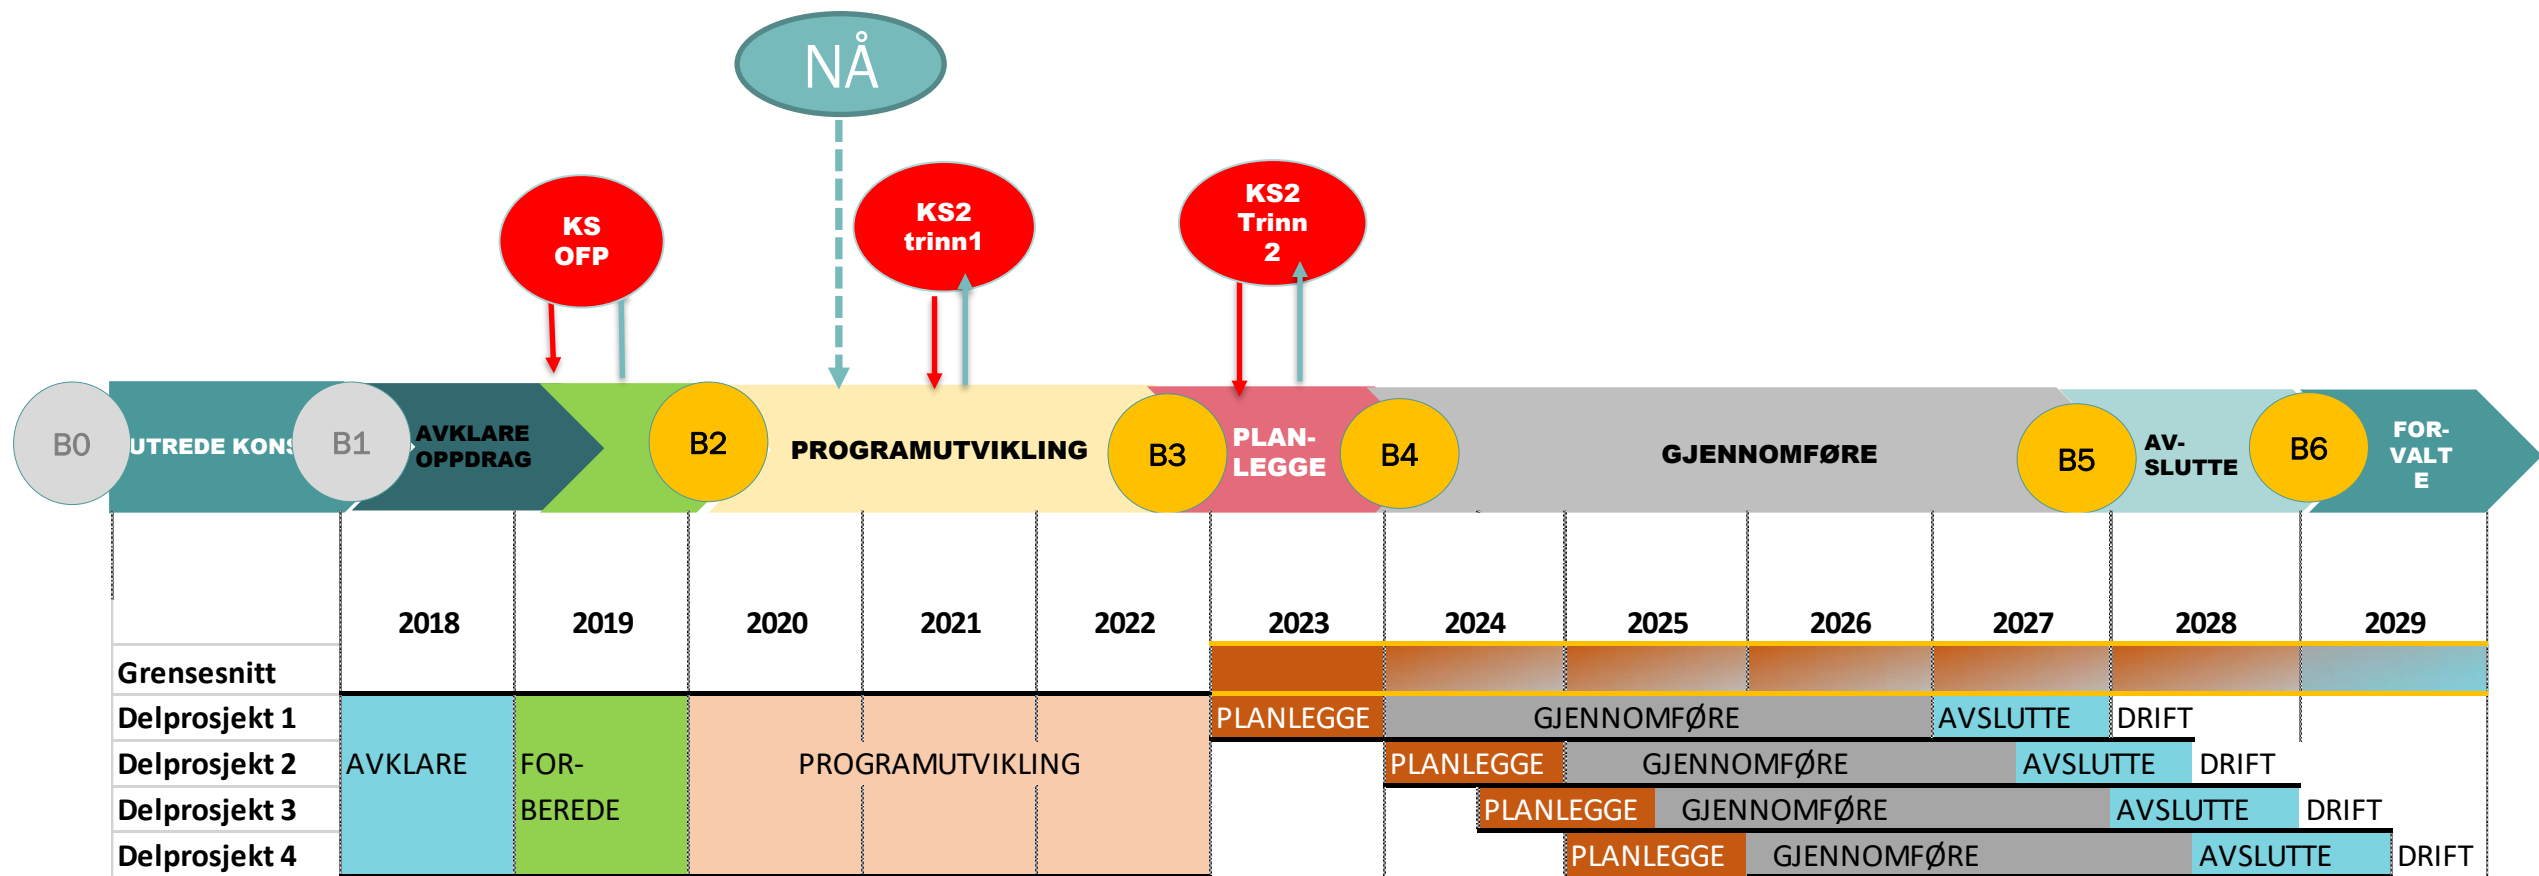 NÅ
KS
OFP
KS2
trinn1
KS2
Trinn
2
B0
UTREDE KONS
B1
AVKLARE
OPPDRAG
B2
PROGRAMUTVIKLING
B3
PLAN-
LEGGE
B4
GJENNOMFØRE
B5
AV-
SLUTTE
B6
FOR-
VALT
E
2018 2019 2020 2021 2022 2023 2024 2025 2026 2027 2028 2029
Grensesnitt
Delprosjekt 1 PLANLEGGE GJENNOMFØRE AVSLUTTE DRIFT
Delprosjekt 2 AVKLARE FOR- PROGRAMUTVIKLING PLANLEGGE GJENNOMFØRE AVSLUTTE DRIFT
Delprosjekt 3 BEREDE PLANLEGGE GJENNOMFØRE AVSLUTTE DRIFT
Delprosjekt 4 PLANLEGGE GJENNOMFØRE AVSLUTTE DRIFT